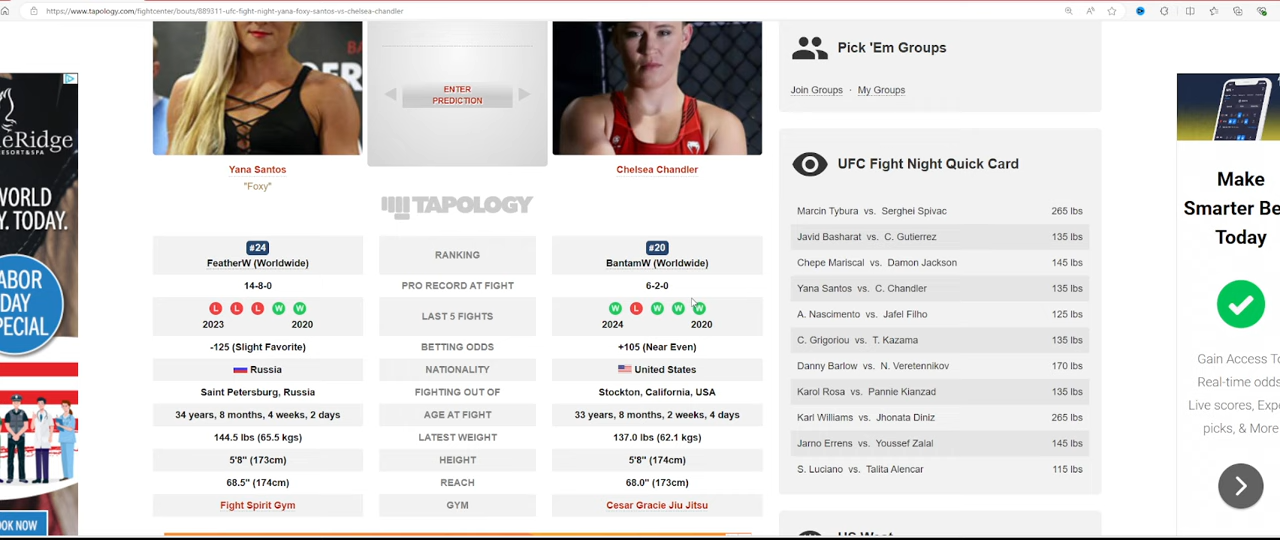 https://www.tapology.com/fightcenter/bouts/889311-ufc-fight-night-yana-foxy-santos-vs-chelsea-chandler
ENTER
PREDICTION
Yana Santos
"Foxy"
Chelsea Chandler
TAPOLOGY
#24
FeatherW (Worldwide)
RANKING
#20
BantamW (Worldwide)
14-8-0
PRO RECORD AT FIGHT
6-2-0
L L L W W
2023 2020
LAST 5 FIGHTS
W L W W W
2024 2020
-125 (Slight Favorite)
BETTING ODDS
+105 (Near Even)
Russia
NATIONALITY
United States
Saint Petersburg, Russia
FIGHTING OUT OF
Stockton, California, USA
34 years, 8 months, 4 weeks, 2 days
AGE AT FIGHT
33 years, 8 months, 2 weeks, 4 days
144.5 lbs (65.5 kgs)
LATEST WEIGHT
137.0 lbs (62.1 kgs)
5'8" (173cm)
HEIGHT
5'8" (174cm)
68.5" (174cm)
REACH
68.0" (173cm)
Fight Spirit Gym
GYM
Cesar Gracie Jiu Jitsu
Pick 'Em Groups
Join Groups · My Groups
UFC Fight Night Quick Card
Marcin Tybura vs. Serghei Spivac 265 lbs
Javid Basharat vs. C. Gutierrez 135 lbs
Chepe Mariscal vs. Damon Jackson 145 lbs
Yana Santos vs. C. Chandler 135 lbs
A. Nascimento vs. Jafel Filho 125 lbs
C. Grigoriou vs. T. Kazama 135 lbs
Danny Barlow vs. N. Veretennikov 170 lbs
Karol Rosa vs. Pannie Kianzad 135 lbs
Karl Williams vs. Jhonata Diniz 265 lbs
Jarno Errens vs. Youssef Zalal 145 lbs
S. Luciano vs. Talita Alencar 115 lbs
eRidge
ESORT&SPA
WORLD
Y. TODAY.
ABOR
DAY
PECIAL
OOK NOW
Make
Smarter Be
Today
Gain Access To
Real-time odds
Live scores, Exp
picks, & More